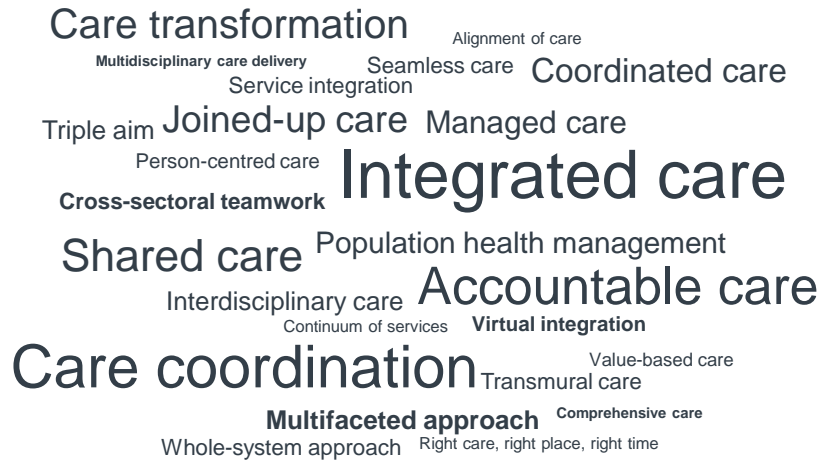 Care transformation
Alignment of care
Multidisciplinary care delivery
Seamless care
Coordinated care
Service integration
Triple aim
Joined-up care
Managed care
Person-centred care
Integrated care
Cross-sectoral teamwork
Shared care
Population health management
Accountable care
Interdisciplinary care
Continuum of services
Virtual integration
Care coordination
Value-based care
Transmural care
Multifaceted approach
Comprehensive care
Whole-system approach
Right care, right place, right time